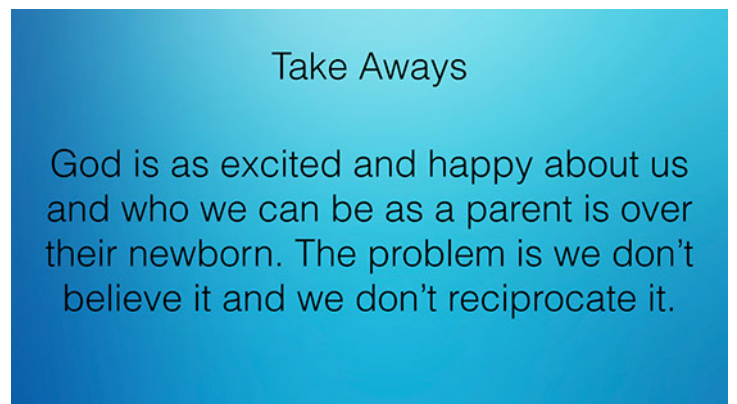 Take Aways
God is as excited and happy about us
and who we can be as a parent is over
their newborn. The problem is we don't
believe it and we don't reciprocate it.